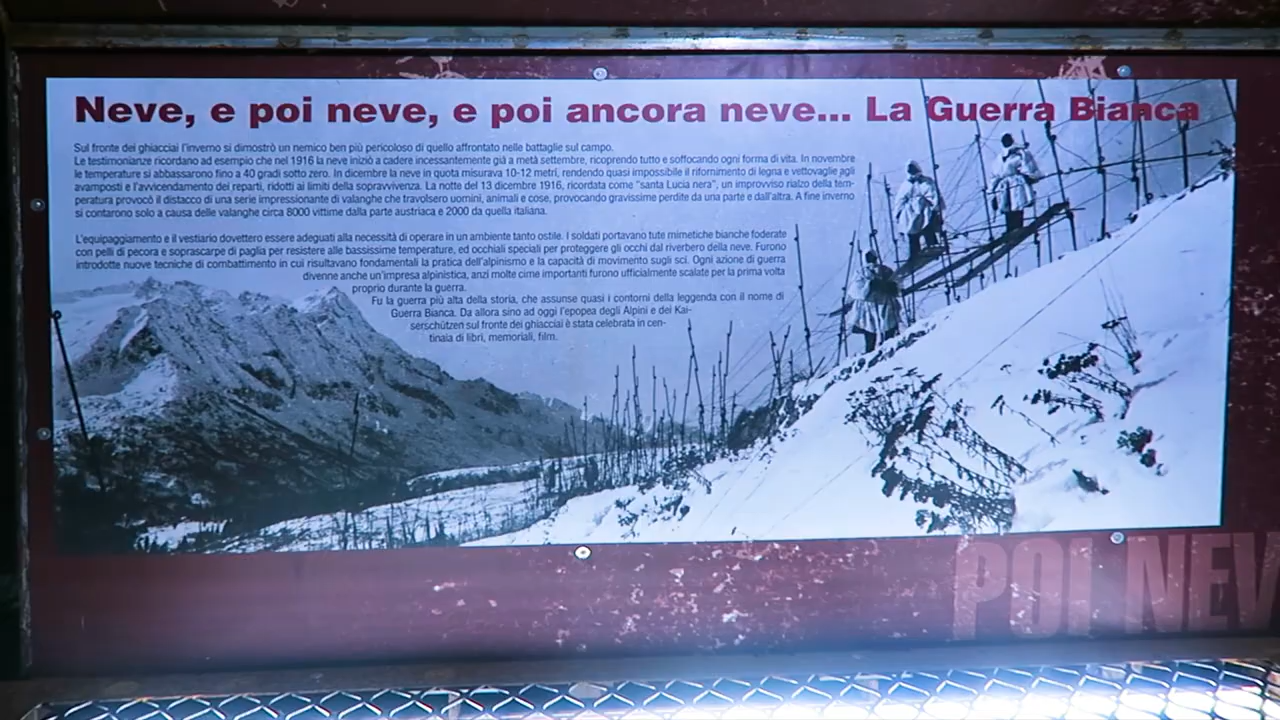 Neve, e poi neve, e poi ancora neve... La Guerra Bianca
Sul fronte dei ghiacciai l'inverno si dimostrò un nemico ben più pericoloso di quello affrontato nelle battaglie sul campo.
Le testimonianze ricordano ad esempio che nel 1916 la neve iniziò a cadere incessantemente già a metà settembre, ricoprendo tutto e soffocando ogni forma di vita. In novembre
le temperature si abbassarono fino a 40 gradi sotto zero. In dicembre la neve in quota misurava 10-12 metri, rendendo quasi impossibile il rifornimento di legna e vettovaglie agli
avamposti e l'avvicendamento dei reparti, ridotti ai limiti della sopravvivenza. La notte del 13 dicembre 1916, ricordata come "santa Lucia nera", un improvviso rialzo della tem-
peratura provocò il distacco di una serie impressionante di valanghe che travolsero uomini, animali e cose, provocando gravissime perdite da una parte e dall'altra. A fine inverno
si contarono solo a causa delle valanghe circa 8000 vittime dalla parte austriaca e 2000 da quella italiana.
L'equipaggiamento e il vestiario dovettero essere adeguati alla necessità di operare in un ambiente tanto ostile. I soldati portavano tute mimetiche bianche foderate
con pelli di pecora e soprascarpe di paglia per resistere alle bassissime temperature, ed occhiali speciali per proteggere gli occhi dal riverbero della neve. Furono
introdotte nuove tecniche di combattimento in cui risultavano fondamentali la pratica dell'alpinismo e la capacità di movimento sugli sci. Ogni azione di guerra
divenne anche un'impresa alpinistica, anzi molte cime importanti furono ufficialmente scalate per la prima volta
proprio durante la guerra.
Fu la guerra più alta della storia, che assunse quasi i contorni della leggenda con il nome di
Guerra Bianca. Da allora sino ad oggi l'epopea degli Alpini e dei Kai-
serschützen sul fronte dei ghiacciai è stata celebrata in cen-
tinaia di libri, memoriali, film.
POI NEV